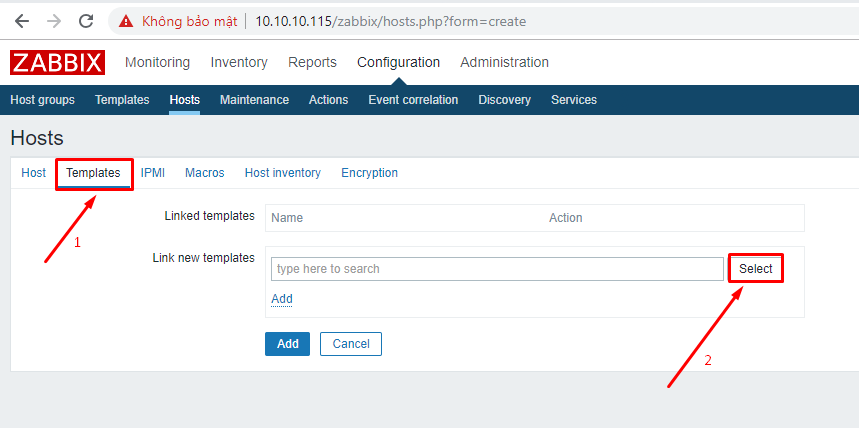 Không bảo mật | 10.10.10.115/zabbix/hosts.php?form=create
ZABBIX Monitoring Inventory Reports Configuration Administration
Host groups Templates Hosts Maintenance Actions Event correlation Discovery Services
Hosts
Host Templates IPMI Macros Host inventory Encryption
1
Linked templates Name Action
Link new templates type here to search Select
Add
Add Cancel
2